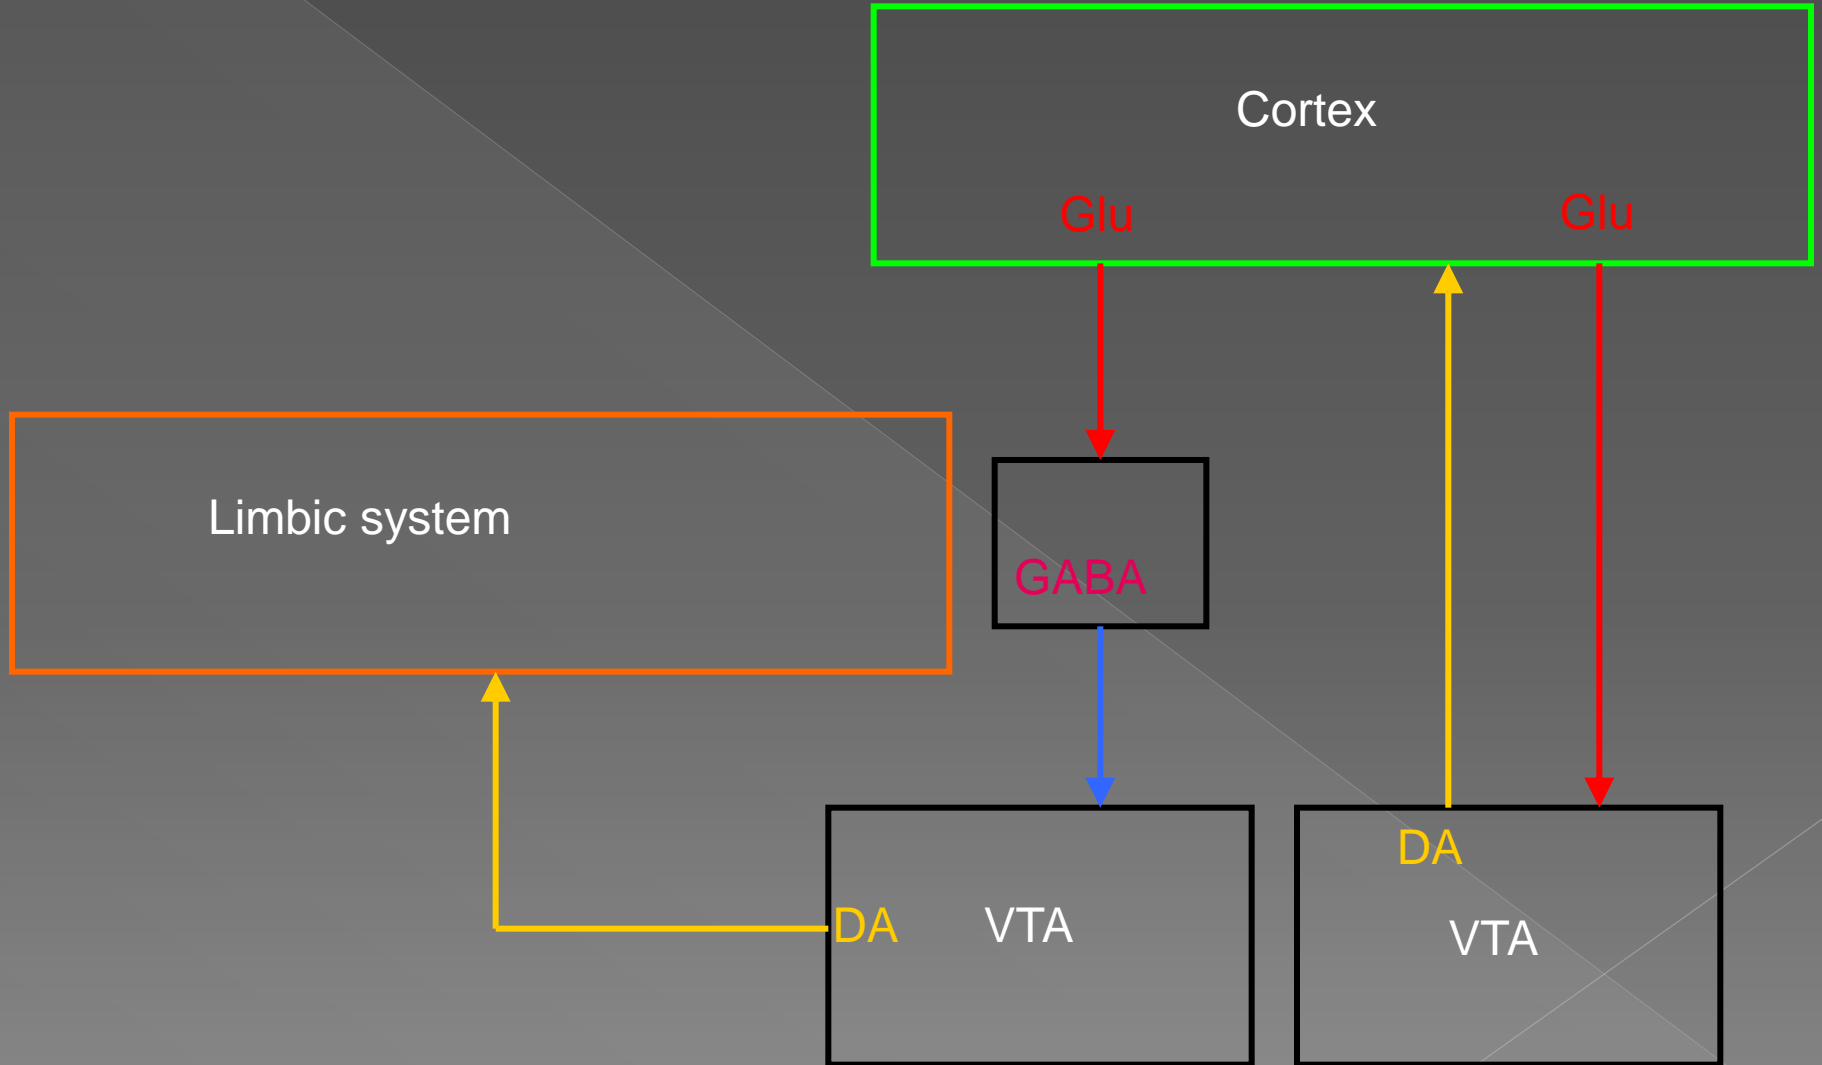 Cortex
Glu
Glu
Limbic system
GABA
DA
DA
VTA
VTA